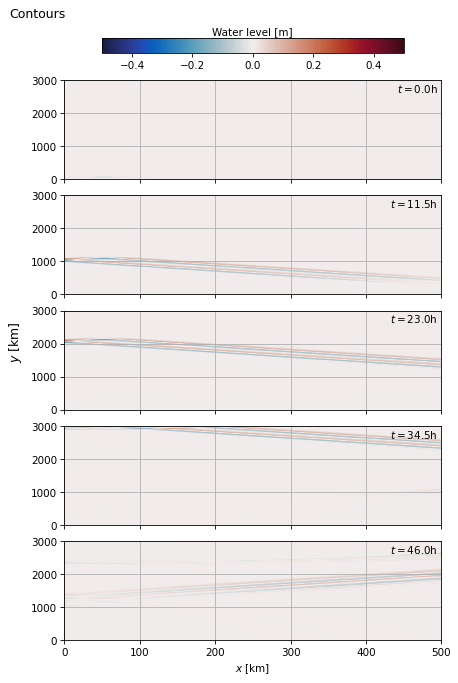 Contours
Water level [m]
−0.4 −0.2 0.0 0.2 0.4
3000
2000
1000
0
t = 0.0h
3000
2000
1000
0
t = 11.5h
3000
2000
1000
0
t = 23.0h
y [km]
3000
2000
1000
0
t = 34.5h
3000
2000
1000
0
t = 46.0h
0 100 200 300 400 500
x [km]